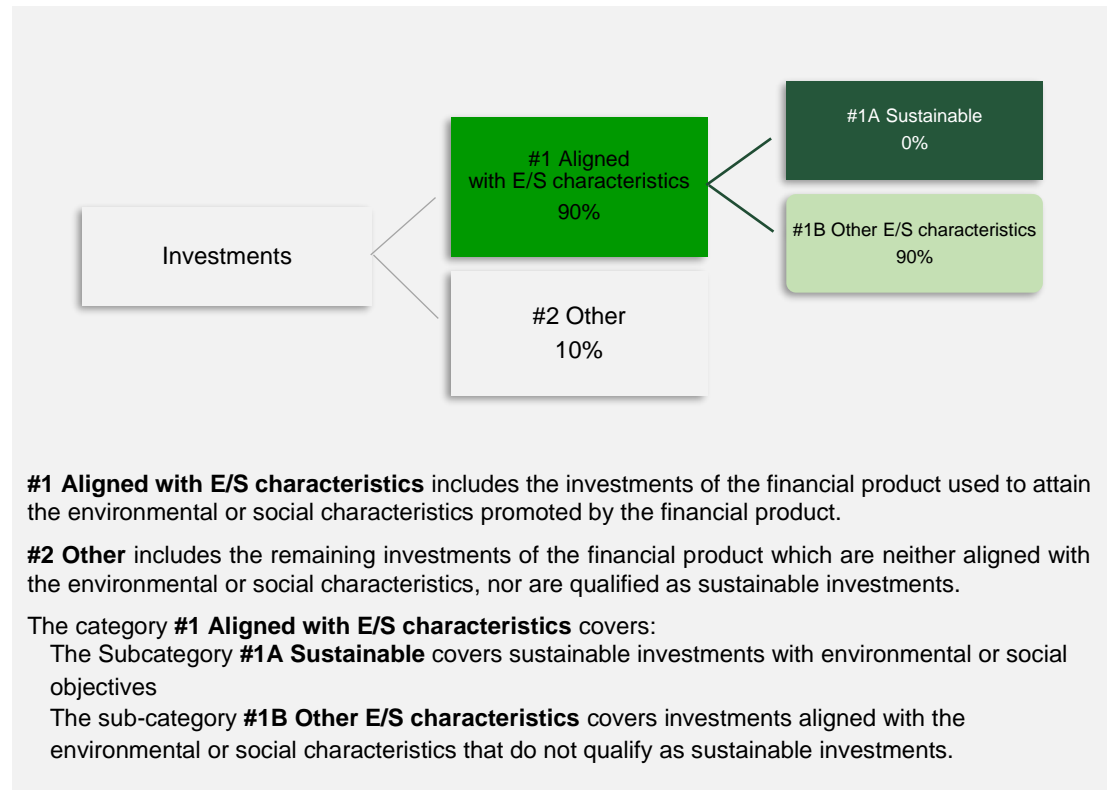 #1A Sustainable
0%
#1 Aligned
with E/S characteristics
90%
#1B Other E/S characteristics
90%
Investments
#2 Other
10%
#1 Aligned with E/S characteristics includes the investments of the financial product used to attain
the environmental or social characteristics promoted by the financial product.
#2 Other includes the remaining investments of the financial product which are neither aligned with
the environmental or social characteristics, nor are qualified as sustainable investments.
The category #1 Aligned with E/S characteristics covers:
The Subcategory #1A Sustainable covers sustainable investments with environmental or social
objectives
The sub-category #1B Other E/S characteristics covers investments aligned with the
environmental or social characteristics that do not qualify as sustainable investments.